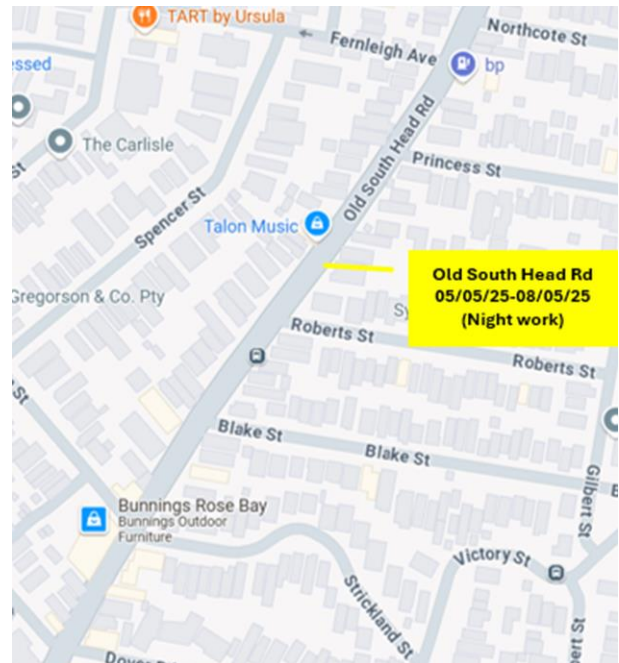 TART by Ursula
Northcote St
Fernleigh Ave
bp
essed
Old South Head Rd
The Carlisle
St
Princess St
Spencer St
Talon Music
Old South Head Rd
05/05/25-08/05/25
(Night work)
Gregorson & Co. Pty
Sy
Roberts St
Roberts St
St
Blake St
Blake St
Gilbert St
Bunnings Rose Bay
Bunnings Outdoor
Furniture
Victory St
Strickland St